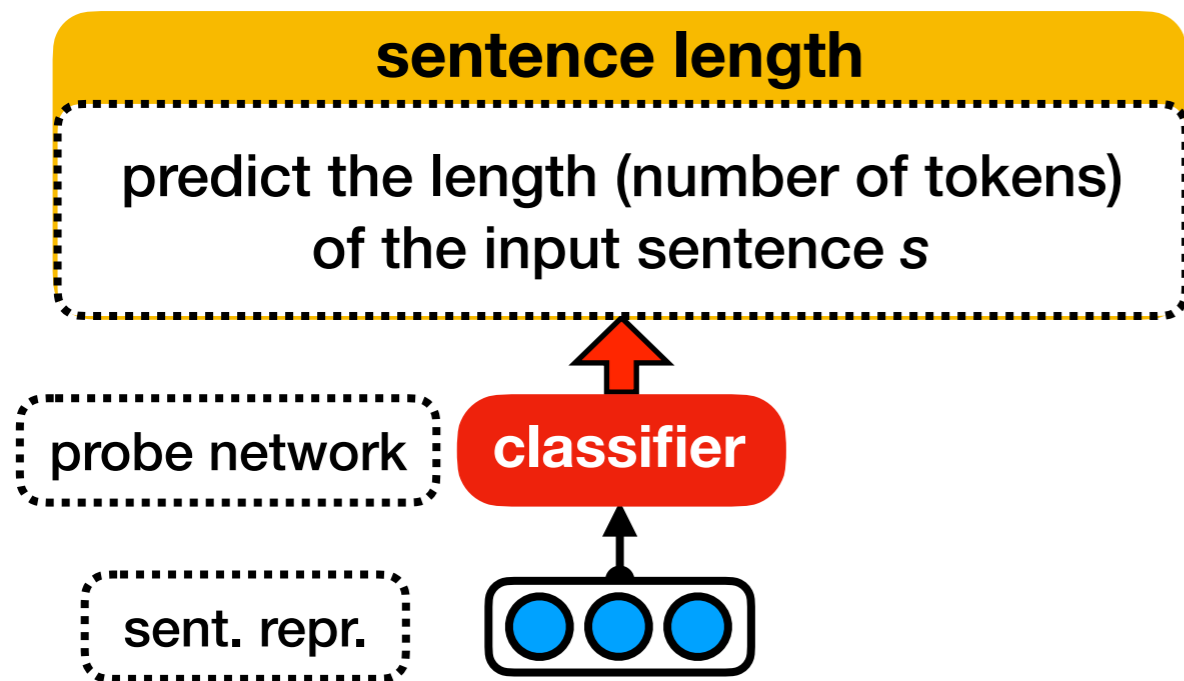 sentence length
predict the length (number of tokens)
of the input sentence s
probe network
classifier
sent. repr.